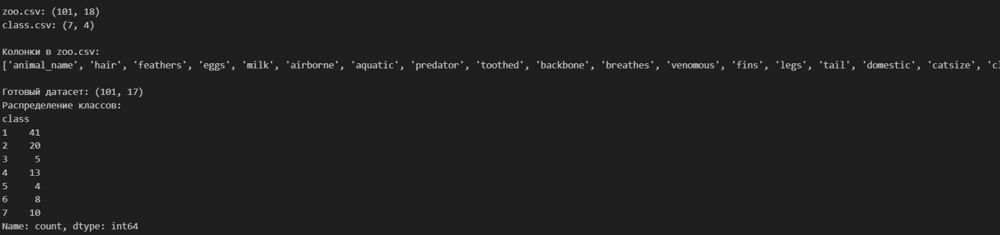 zoo.csv: (101, 18)
class.csv: (7, 4)
Колонки в zoo.csv:
['animal_name', 'hair', 'feathers', 'eggs', 'milk', 'airborne', 'aquatic', 'predator', 'toothed', 'backbone', 'breathes', 'venomous', 'fins', 'legs', 'tail', 'domestic', 'catsize', 'cl
Готовый датасет: (101, 17)
Распределение классов:
class
1    41
2    20
3     5
4    13
5     4
6     8
7    10
Name: count, dtype: int64